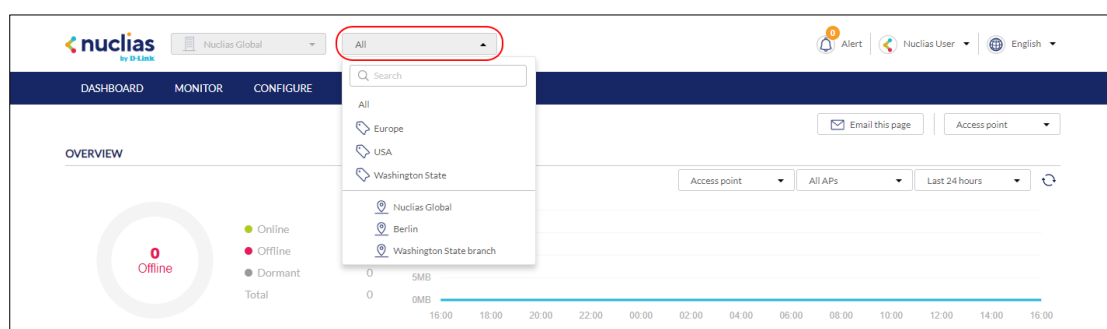 nuclias Nuclias Global All 0 Alert Nuclias User English
by D-Link
Search
DASHBOARD MONITOR CONFIGURE
All
Europe
Email this page Access point
OVERVIEW
USA
Washington State
Access point All APs Last 24 hours
Nuclias Global
Online
Berlin
0
Offline
Offline
Washington State branch
Dormant 0 5MB
Total 0 0MB
16:00 18:00 20:00 22:00 00:00 02:00 04:00 06:00 08:00 10:00 12:00 14:00 16:00